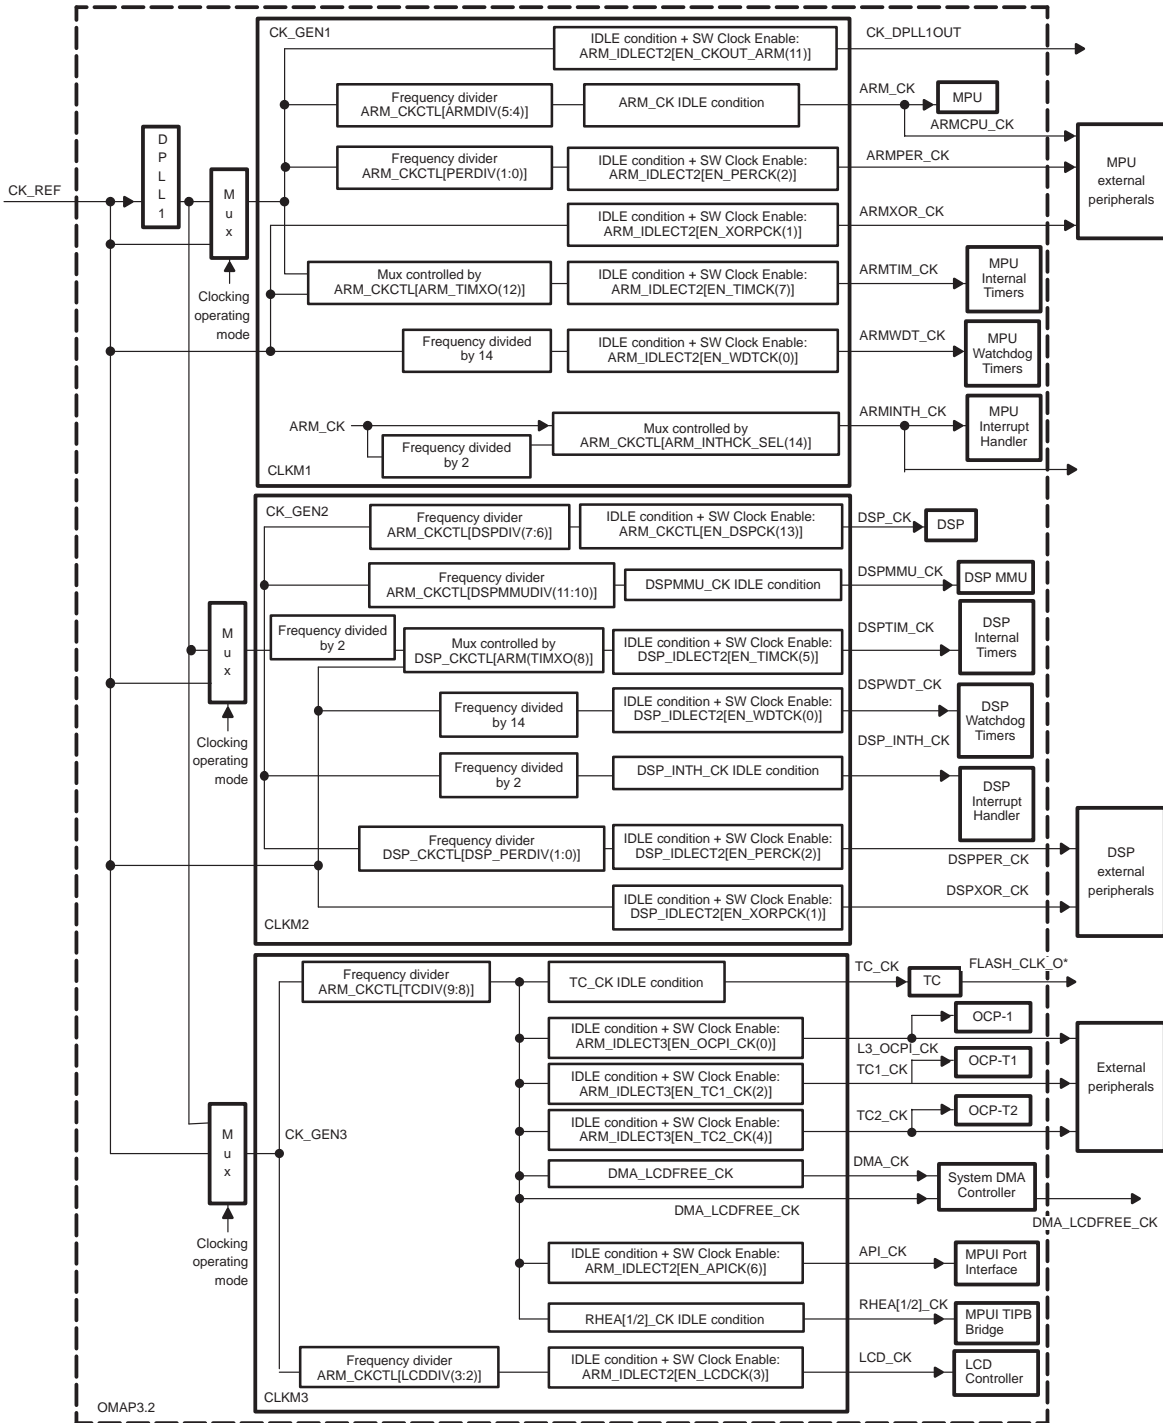 CK_GEN1
IDLE condition + SW Clock Enable:
ARM_IDLECT2[EN_CKOUT_ARM(11)]
CK_DPLL1OUT
Frequency divider
ARM_CKCTL[ARMDIV(5:4)]
ARM_CK IDLE condition
ARM_CK
MPU
ARMCPU_CK
D
P
L
L
1
CK_REF
M
u
x
Clocking
operating
mode
Frequency divider
ARM_CKCTL[PERDIV(1:0)]
IDLE condition + SW Clock Enable:
ARM_IDLECT2[EN_PERCK(2)]
ARMPER_CK
MPU
external
peripherals
IDLE condition + SW Clock Enable:
ARM_IDLECT2[EN_XORPCK(1)]
ARMXOR_CK
Mux controlled by
ARM_CKCTL[ARM_TIMXO(12)]
IDLE condition + SW Clock Enable:
ARM_IDLECT2[EN_TIMCK(7)]
ARMTIM_CK
MPU
Internal
Timers
Frequency divided
by 14
IDLE condition + SW Clock Enable:
ARM_IDLECT2[EN_WDTCK(0)]
ARMWDT_CK
MPU
Watchdog
Timers
ARM_CK
Frequency divided
by 2
Mux controlled by
ARM_CKCTL[ARM_INTHCK_SEL(14)]
ARMINTH_CK
MPU
Interrupt
Handler
CLKM1
CK_GEN2
Frequency divider
ARM_CKCTL[DSPDIV(7:6)]
IDLE condition + SW Clock Enable:
ARM_CKCTL[EN_DSPCK(13)]
DSP_CK
DSP
Frequency divider
ARM_CKCTL[DSPMMUDIV(11:10)]
DSPMMU_CK IDLE condition
DSPMMU_CK
DSP MMU
M
u
x
Clocking
operating
mode
Frequency divided
by 2
Mux controlled by
DSP_CKCTL[ARM(TIMXO(8)]
IDLE condition + SW Clock Enable:
DSP_IDLECT2[EN_TIMCK(5)]
DSPTIM_CK
DSP
Internal
Timers
Frequency divided
by 14
IDLE condition + SW Clock Enable:
DSP_IDLECT2[EN_WDTCK(0)]
DSPWDT_CK
DSP
Watchdog
Timers
DSP_INTH_CK
Frequency divided
by 2
DSP_INTH_CK IDLE condition
DSP
Interrupt
Handler
Frequency divider
DSP_CKCTL[DSP_PERDIV(1:0)]
IDLE condition + SW Clock Enable:
DSP_IDLECT2[EN_PERCK(2)]
DSPPER_CK
DSP
external
peripherals
IDLE condition + SW Clock Enable:
DSP_IDLECT2[EN_XORPCK(1)]
DSPXOR_CK
CLKM2
Frequency divider
ARM_CKCTL[TCDIV(9:8)]
TC_CK IDLE condition
TC_CK
TC
FLASH_CLK_O*
IDLE condition + SW Clock Enable:
ARM_IDLECT3[EN_OCPI_CK(0)]
OCP-1
L3_OCPI_CK
IDLE condition + SW Clock Enable:
ARM_IDLECT3[EN_TC1_CK(2)]
TC1_CK
OCP-T1
External
peripherals
M
u
x
Clocking
operating
mode
CK_GEN3
IDLE condition + SW Clock Enable:
ARM_IDLECT3[EN_TC2_CK(4)]
TC2_CK
OCP-T2
DMA_LCDFREE_CK
DMA_CK
System DMA
Controller
DMA_LCDFREE_CK
DMA_LCDFREE_CK
IDLE condition + SW Clock Enable:
ARM_IDLECT2[EN_APICK(6)]
API_CK
MPUI Port
Interface
RHEA[1/2]_CK IDLE condition
RHEA[1/2]_CK
MPUI TIPB
Bridge
Frequency divider
ARM_CKCTL[LCDDIV(3:2)]
IDLE condition + SW Clock Enable:
ARM_IDLECT2[EN_LCDCK(3)]
LCD_CK
LCD
Controller
CLKM3
OMAP3.2